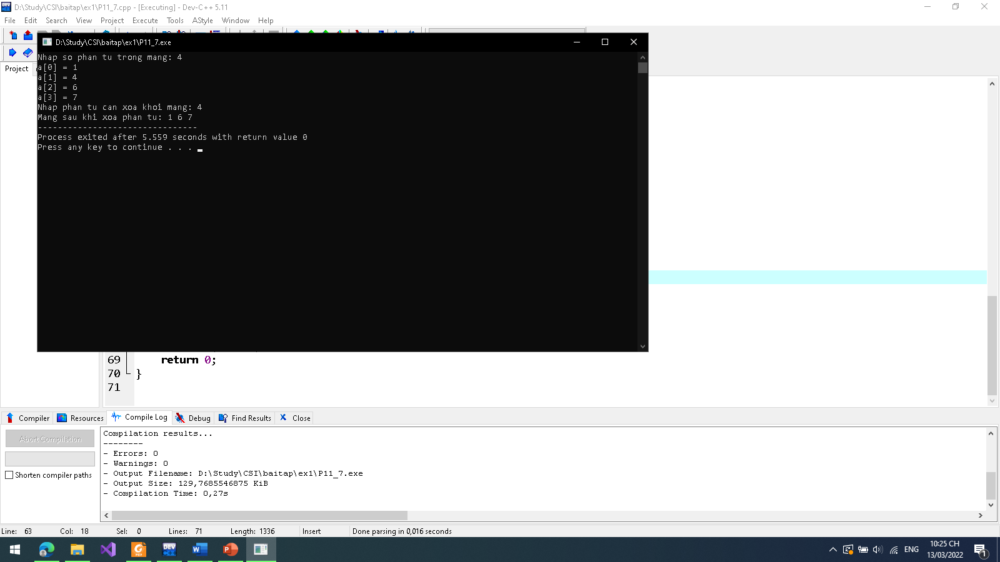 D:\Study\CSI\baitap\ex1\P11_7.cpp - [Executing] - Dev-C++ 5.11
File Edit Search View Project Execute Tools AStyle Window Help
D:\Study\CSI\baitap\ex1\P11_7.exe
Project
Nhap so phan tu trong mang: 4
a[0] = 1
a[1] = 4
a[2] = 6
a[3] = 7
Nhap phan tu can xoa khoi mang: 4
Mang sau khi xoa phan tu: 1 6 7
--------------------------------
Process exited after 5.559 seconds with return value 0
Press any key to continue . . .
69 return 0;
70 }
71
Compiler Resources Compile Log Debug Find Results Close
Abort Compilation
Shorten compiler paths
Compilation results...
--------
- Errors: 0
- Warnings: 0
- Output Filename: D:\Study\CSI\baitap\ex1\P11_7.exe
- Output Size: 129,7685546875 KiB
- Compilation Time: 0,27s
Line: 63 Col: 18 Sel: 0 Lines: 71 Length: 1336 Insert Done parsing in 0,016 seconds
ENG
10:25 CH
13/03/2022
1